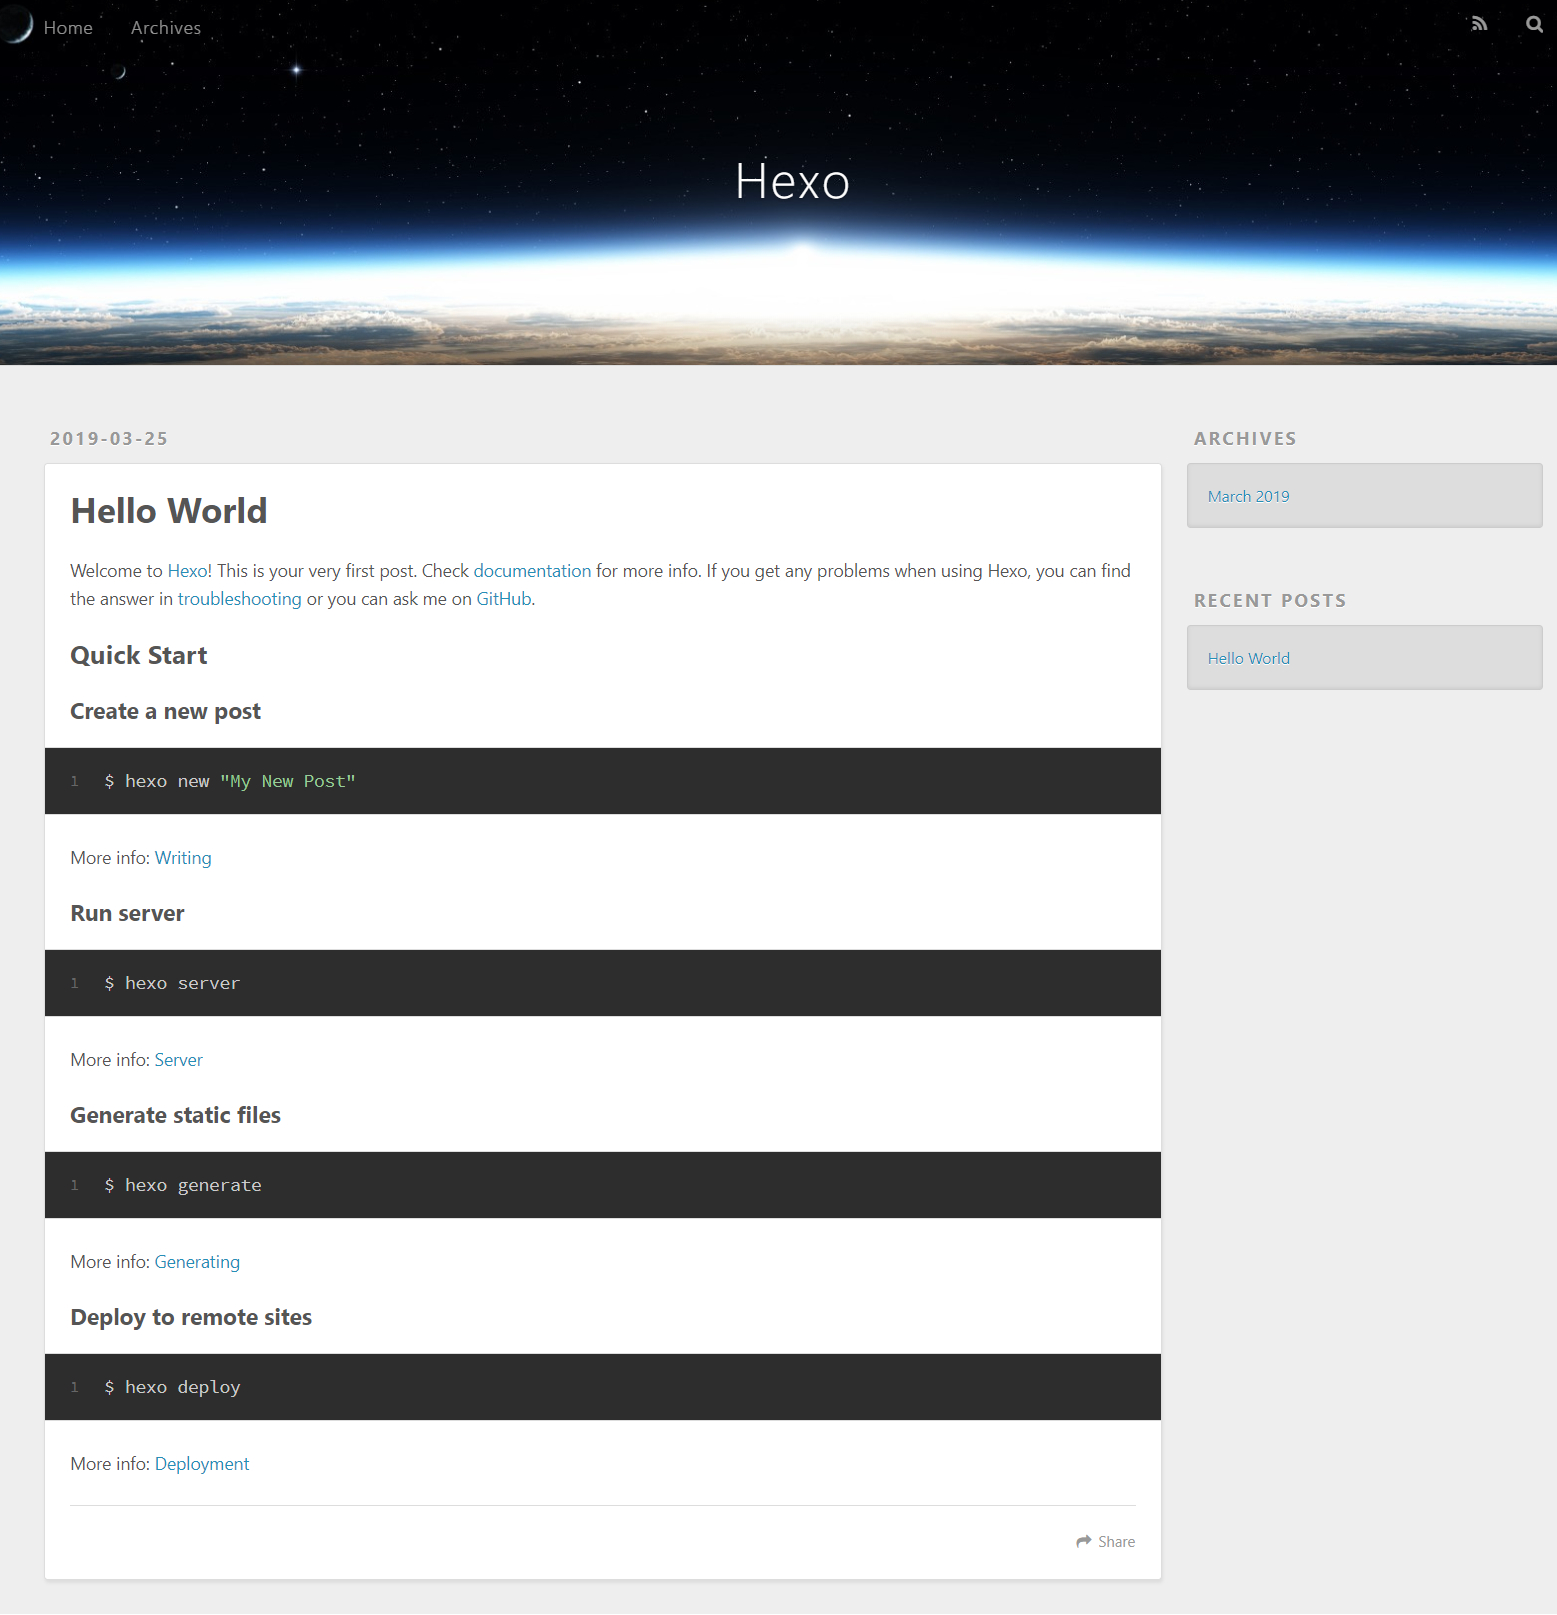 Home Archives
Hexo
2019-03-25
Hello World
Welcome to Hexo! This is your very first post. Check documentation for more info. If you get any problems when using Hexo, you can find
the answer in troubleshooting or you can ask me on GitHub.
Quick Start
Create a new post
1 $ hexo new "My New Post"
More info: Writing
Run server
1 $ hexo server
More info: Server
Generate static files
1 $ hexo generate
More info: Generating
Deploy to remote sites
1 $ hexo deploy
More info: Deployment
Share
ARCHIVES
March 2019
RECENT POSTS
Hello World